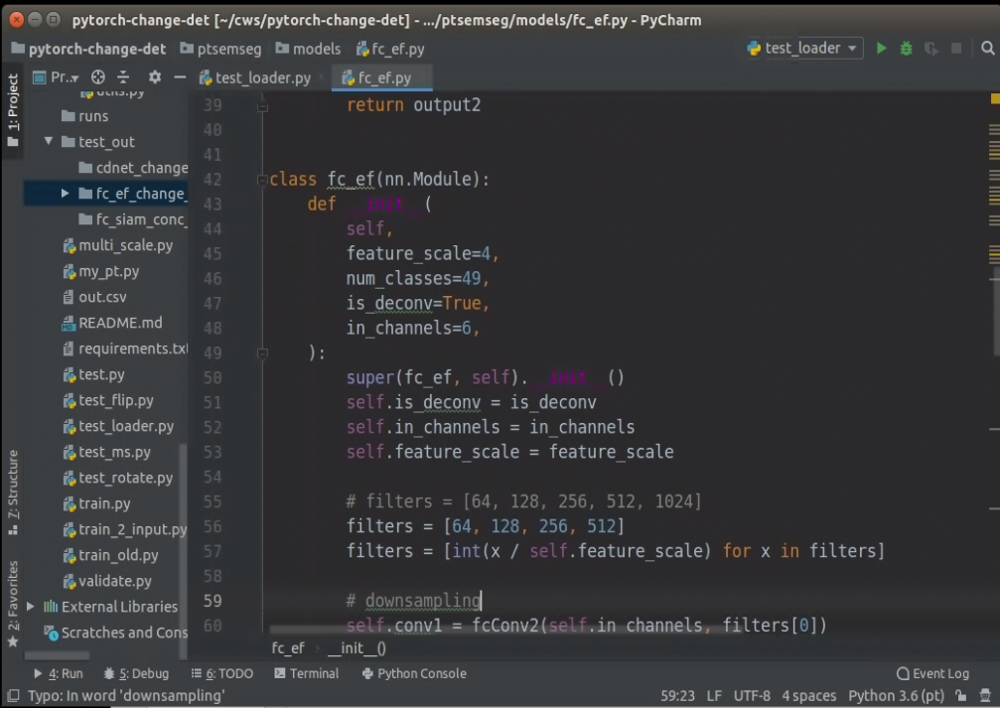 pytorch-change-det [~/cws/pytorch-change-det] - .../ptsemseg/models/fc_ef.py - PyCharm
pytorch-change-det ptsemseg models fc_ef.py test_loader
1: Project
Pr... test_loader.py fc_ef.py
utils.py
runs
test_out
cdnet_change
fc_ef_change_
fc_siam_conc_
multi_scale.py
my_pt.py
out.csv
README.md
requirements.txt
test.py
test_flip.py
test_loader.py
test_ms.py
test_rotate.py
train.py
train_2_input.py
train_old.py
validate.py
External Libraries
Scratches and Cons
7: Structure
2: Favorites
39 return output2
40
41
42 class fc_ef(nn.Module):
43 def __init__(
44 self,
45 feature_scale=4,
46 num_classes=49,
47 is_deconv=True,
48 in_channels=6,
49 ):
50 super(fc_ef, self).__init__()
51 self.is_deconv = is_deconv
52 self.in_channels = in_channels
53 self.feature_scale = feature_scale
54
55 # filters = [64, 128, 256, 512, 1024]
56 filters = [64, 128, 256, 512]
57 filters = [int(x / self.feature_scale) for x in filters]
58
59 # downsampling
60 self.conv1 = fcConv2(self.in_channels, filters[0])
fc_ef __init__()
4: Run 5: Debug 6: TODO Terminal Python Console Event Log
Typo: In word 'downsampling' 59:23 LF UTF-8 4 spaces Python 3.6 (pt)